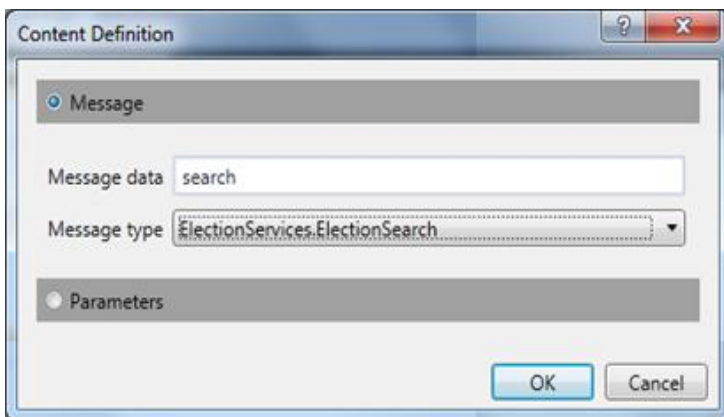 Content Definition
Message
Message data search
Message type ElectionServices.ElectionSearch
Parameters
OK Cancel